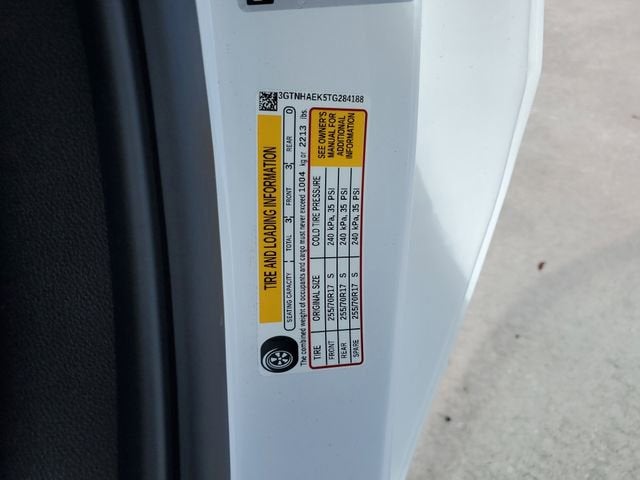 3GTNHAEK5TG284188
TIRE AND LOADING INFORMATION
SEATING CAPACITY : TOTAL 3 FRONT 3 REAR 0
The combined weight of occupants and cargo must never exceed 1004 kg or 2213 lbs.
TIRE ORIGINAL SIZE COLD TIRE PRESSURE
FRONT 255/70R17 S 240 kPa, 35 PSI
REAR 255/70R17 S 240 kPa, 35 PSI
SPARE 255/70R17 S 240 kPa, 35 PSI
SEE OWNER'S
MANUAL FOR
ADDITIONAL
INFORMATION